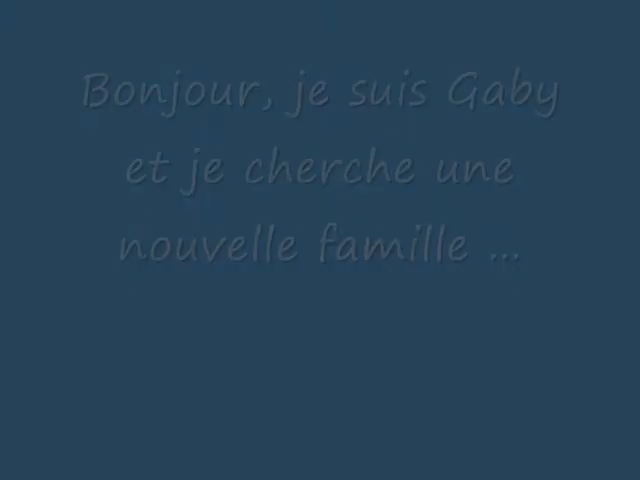 Bonjour, je suis Gaby
et je cherche une
nouvelle famille ...